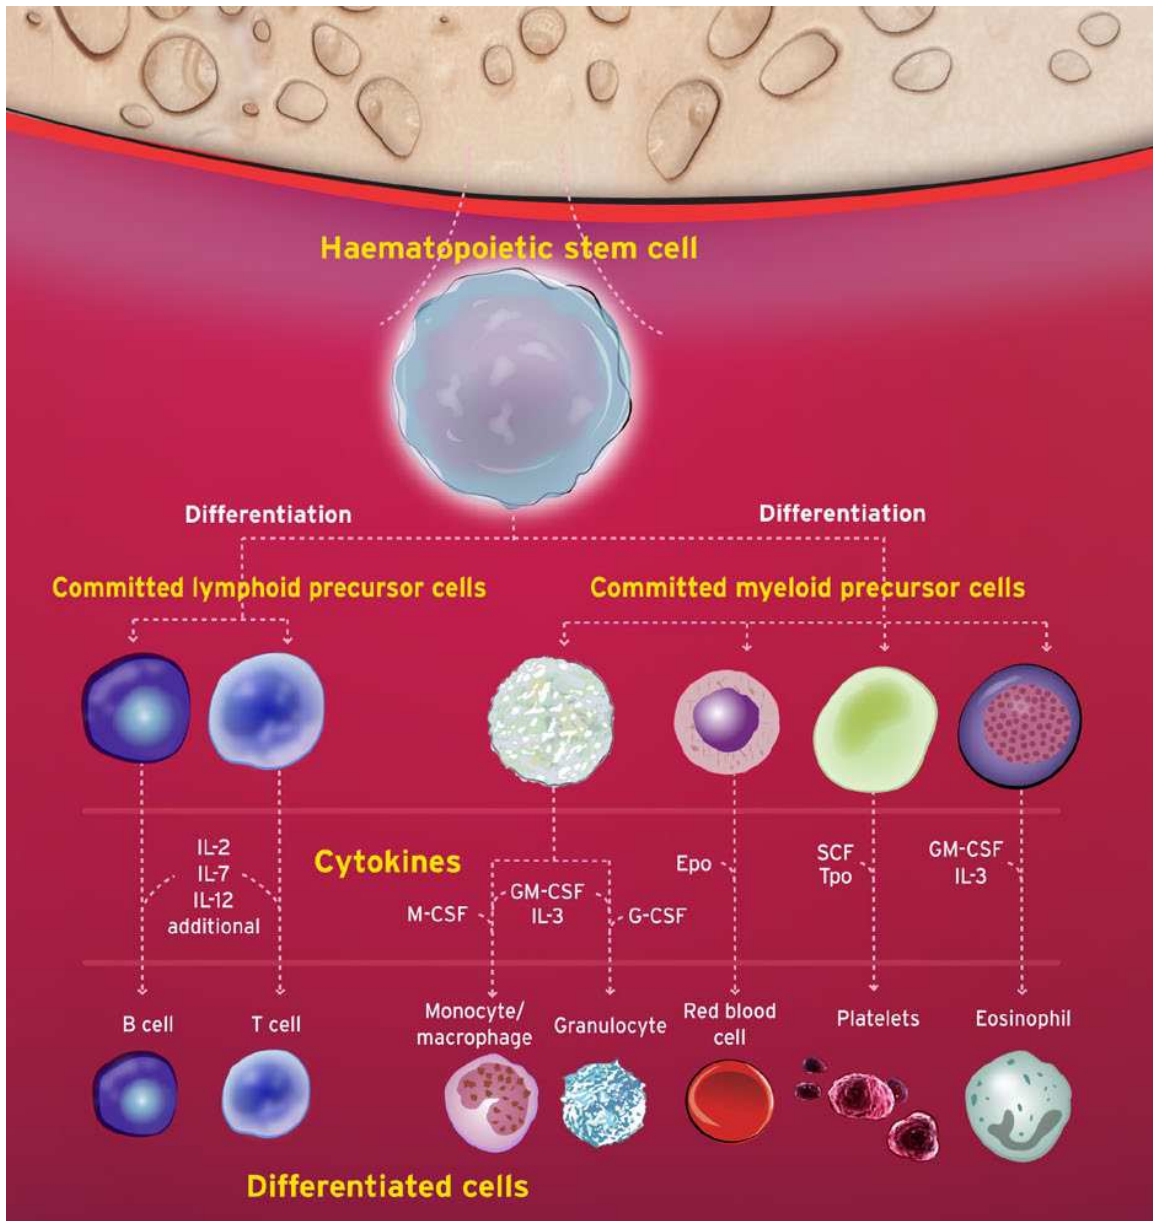 Haematopoietic stem cell
Differentiation
Differentiation
Committed lymphoid precursor cells
Committed myeloid precursor cells
IL-2
IL-7
IL-12
additional
Cytokines
M-CSF
GM-CSF
IL-3
G-CSF
Epo
SCF
Tpo
GM-CSF
IL-3
B cell
T cell
Monocyte/
macrophage
Granulocyte
Red blood
cell
Platelets
Eosinophil
Differentiated cells